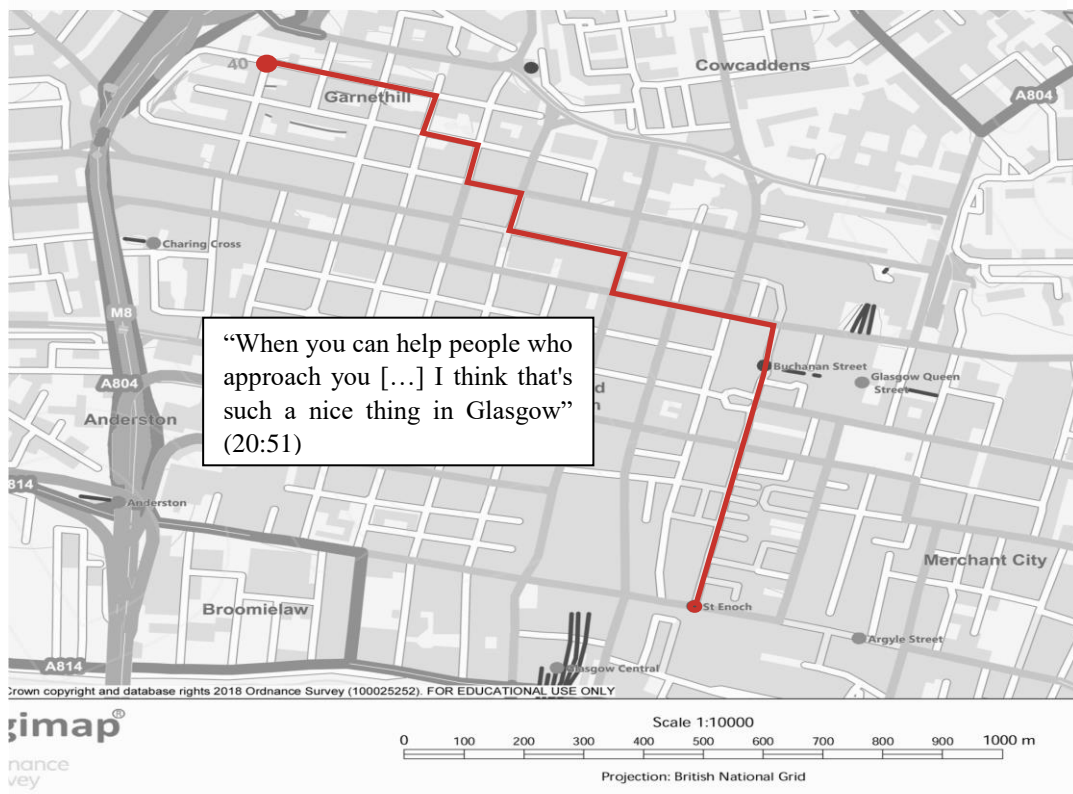 Cowcaddens
40
Garnethill
A804
Charing Cross
M8
“When you can help people who
approach you […] I think that's
such a nice thing in Glasgow”
(20:51)
Buchanan Street
Glasgow Queen
Street
A804
Anderston
814
Anderston
Merchant City
Broomielaw
St Enoch
Argyle Street
A814
Glasgow Central
Crown copyright and database rights 2018 Ordnance Survey (100025252). FOR EDUCATIONAL USE ONLY
gimap®
nance
vey
Scale 1:10000
0 100 200 300 400 500 600 700 800 900 1000 m
Projection: British National Grid